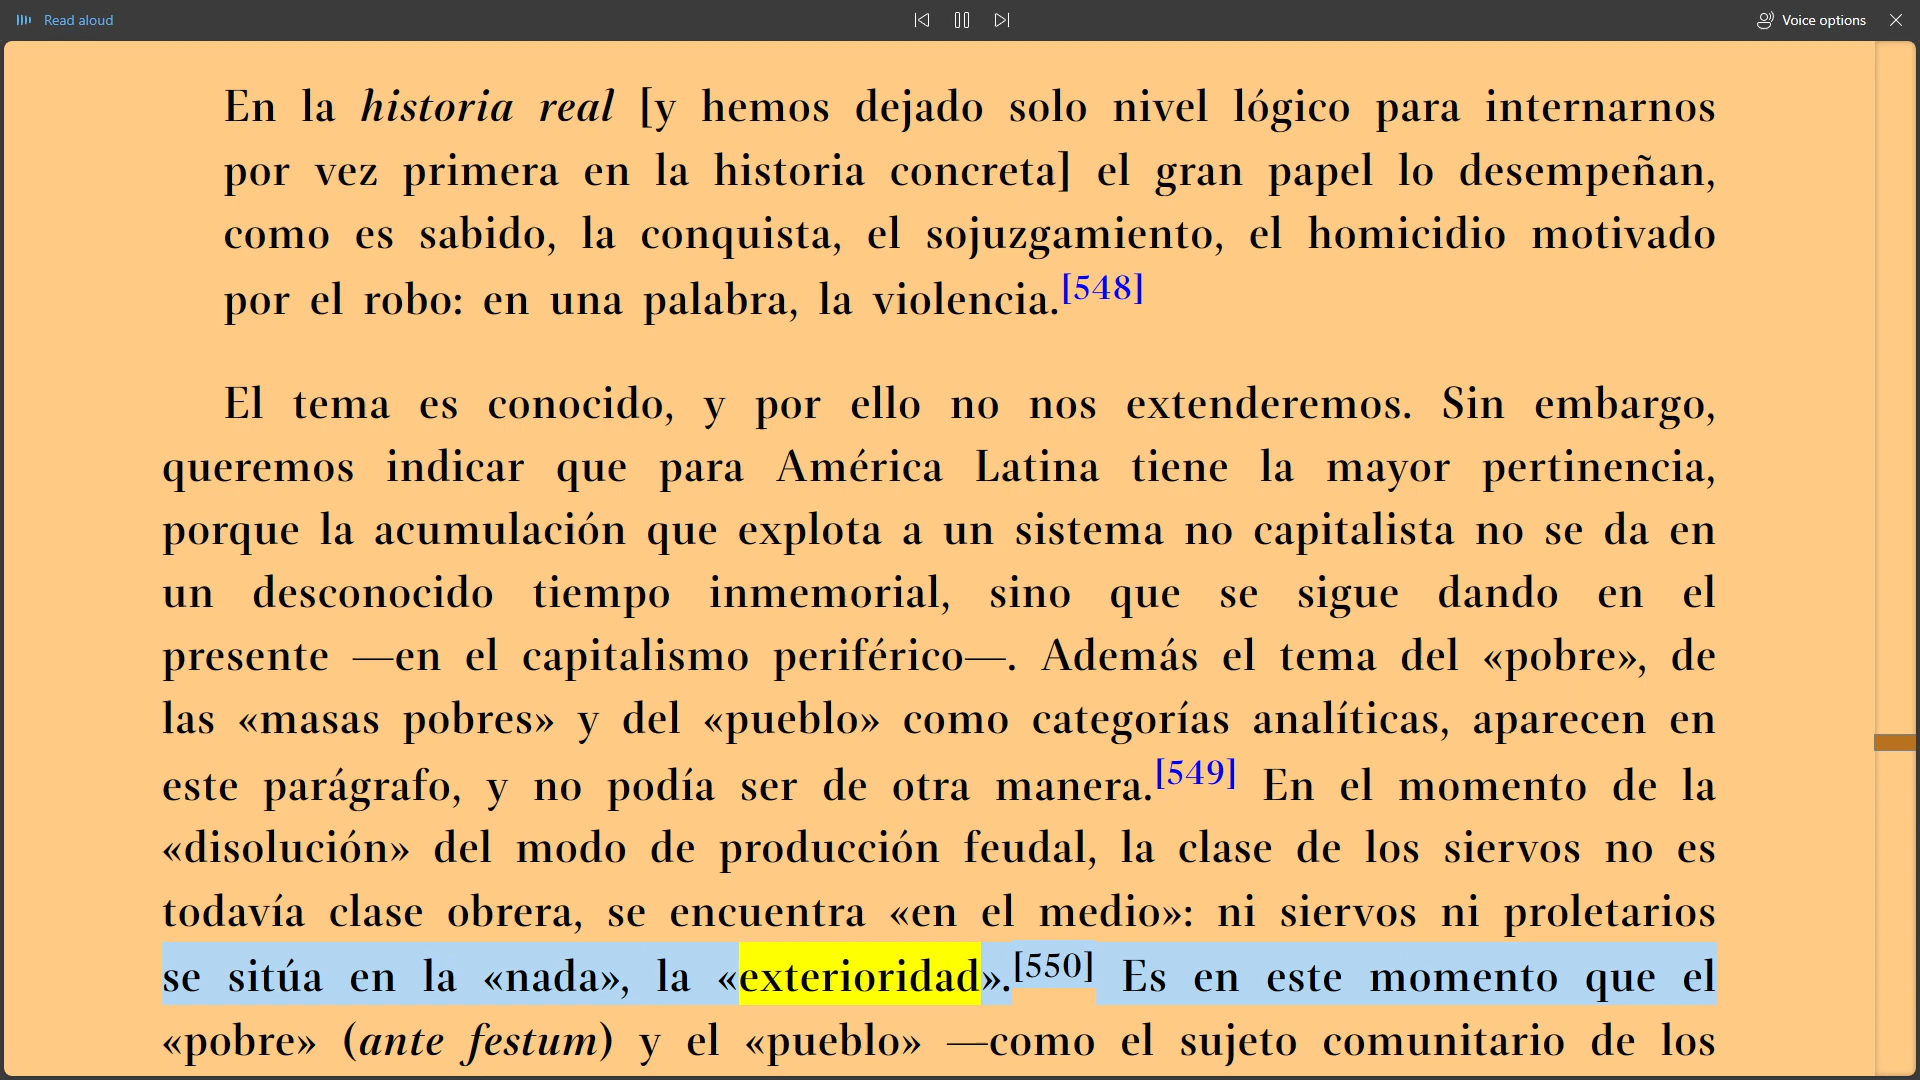 Read aloud
Voice options
En la historia real [y hemos dejado solo nivel lógico para internarnos
por vez primera en la historia concreta] el gran papel lo desempeñan,
como es sabido, la conquista, el sojuzgamiento, el homicidio motivado
por el robo: en una palabra, la violencia.[548]
El tema es conocido, y por ello no nos extenderemos. Sin embargo,
queremos indicar que para América Latina tiene la mayor pertinencia,
porque la acumulación que explota a un sistema no capitalista no se da en
un desconocido tiempo inmemorial, sino que se sigue dando en el
presente —en el capitalismo periférico—. Además el tema del «pobre», de
las «masas pobres» y del «pueblo» como categorías analíticas, aparecen en
este parágrafo, y no podía ser de otra manera.[549] En el momento de la
«disolución» del modo de producción feudal, la clase de los siervos no es
todavía clase obrera, se encuentra «en el medio»: ni siervos ni proletarios
se sitúa en la «nada», la «exterioridad».[550] Es en este momento que el
«pobre» (ante festum) y el «pueblo» —como el sujeto comunitario de los